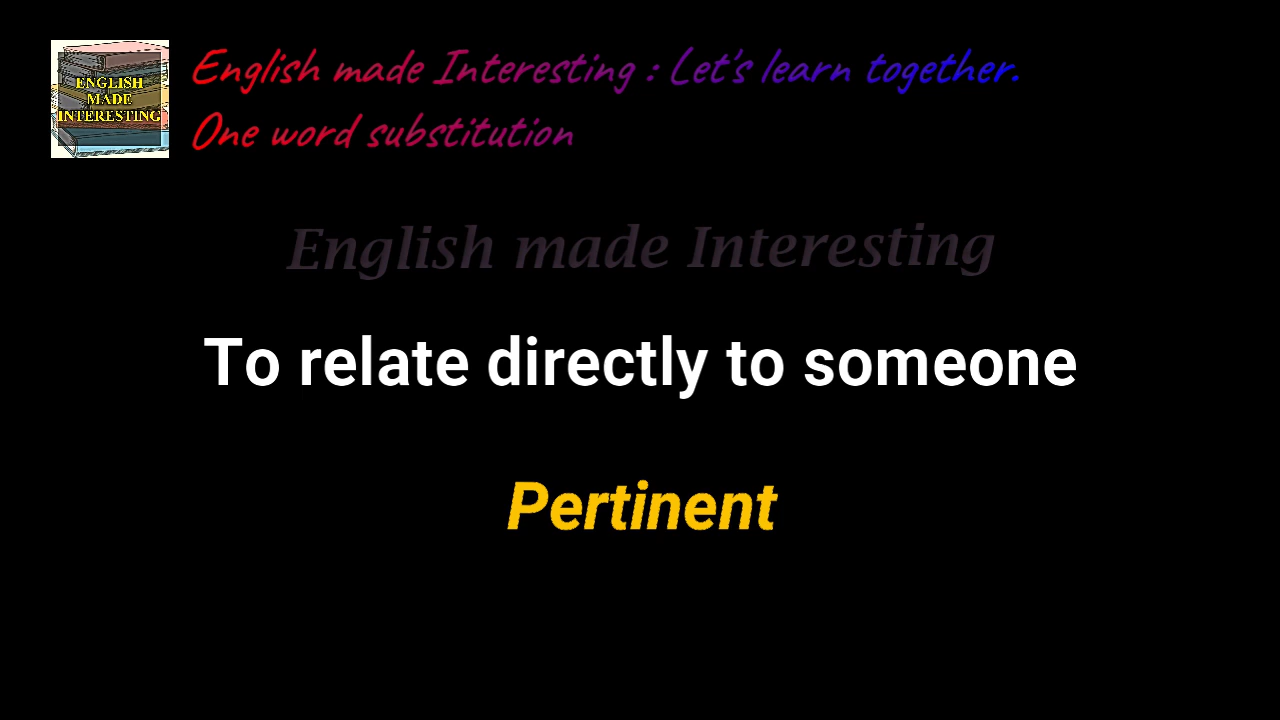 ENGLISH
MADE
INTERESTING
English made Interesting : Let's learn together.
One word substitution
English made Interesting
To relate directly to someone
Pertinent